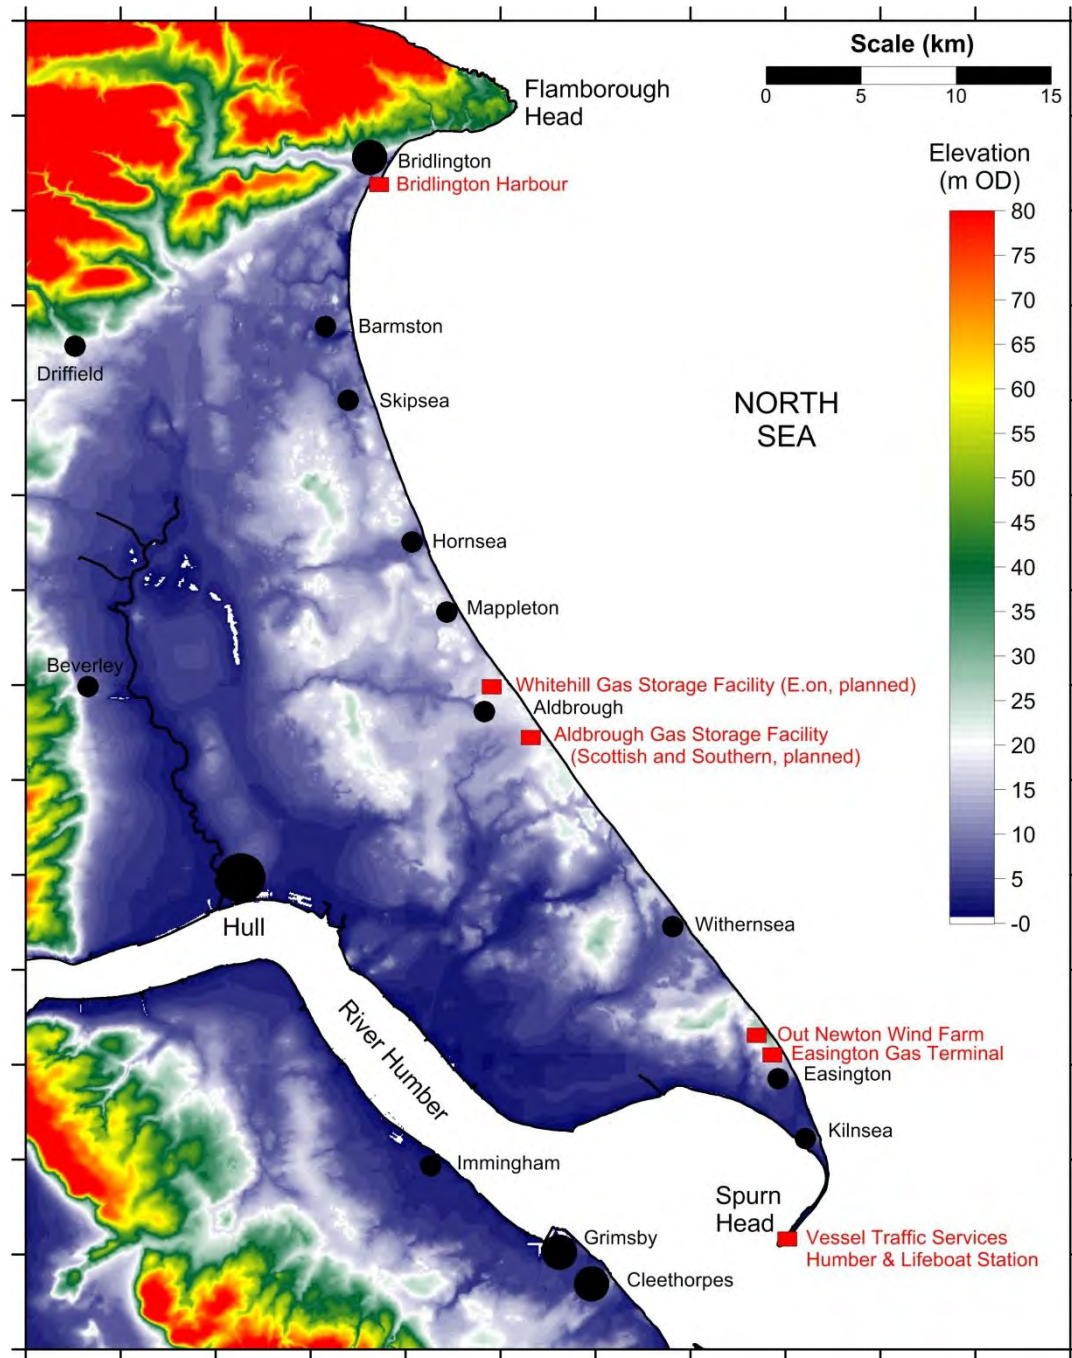 Scale (km)
0 5 10 15
Flamborough
Head
Elevation
(m OD)
Bridlington
Bridlington Harbour
80
70
65
60
55
50
45
40
35
30
25
20
15
10
5
-0
Barmston
Driffield
Skipsea
NORTH
SEA
Hornsea
Mappleton
Beverley
Whitehill Gas Storage Facility (E.on, planned)
Aldbrough
Aldbrough Gas Storage Facility
(Scottish and Southern, planned)
Hull
Withernsea
River Humber
Out Newton Wind Farm
Easington Gas Terminal
Easington
Kilnsea
Immingham
Spurn
Head
Vessel Traffic Services
Humber & Lifeboat Station
Grimsby
Cleethorpes